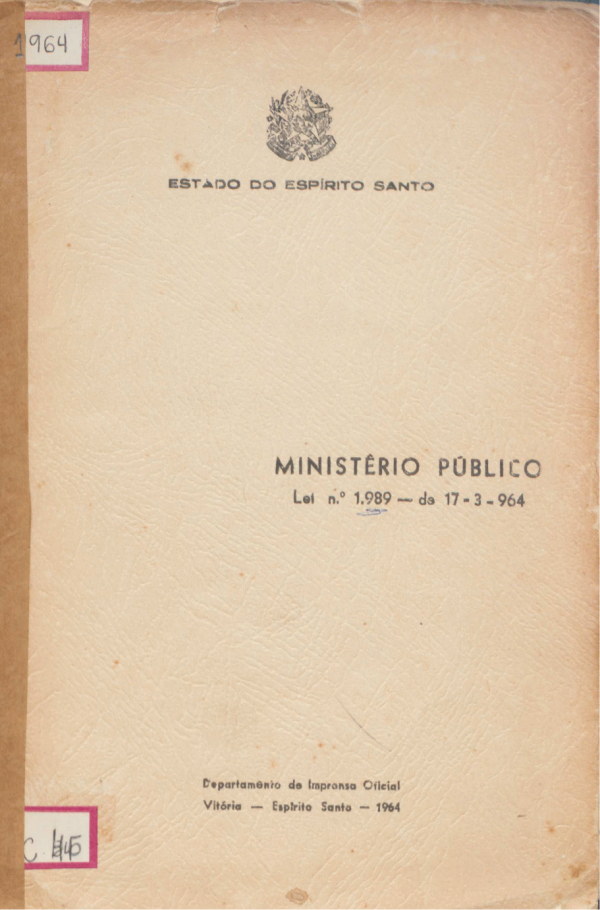 1964
ESTADO DO ESPÍRITO SANTO
MINISTÉRIO PÚBLICO
Lei n.º 1.989 — de 17-3-964
Departamento de Imprensa Oficial
Vitória — Espírito Santo — 1964
C